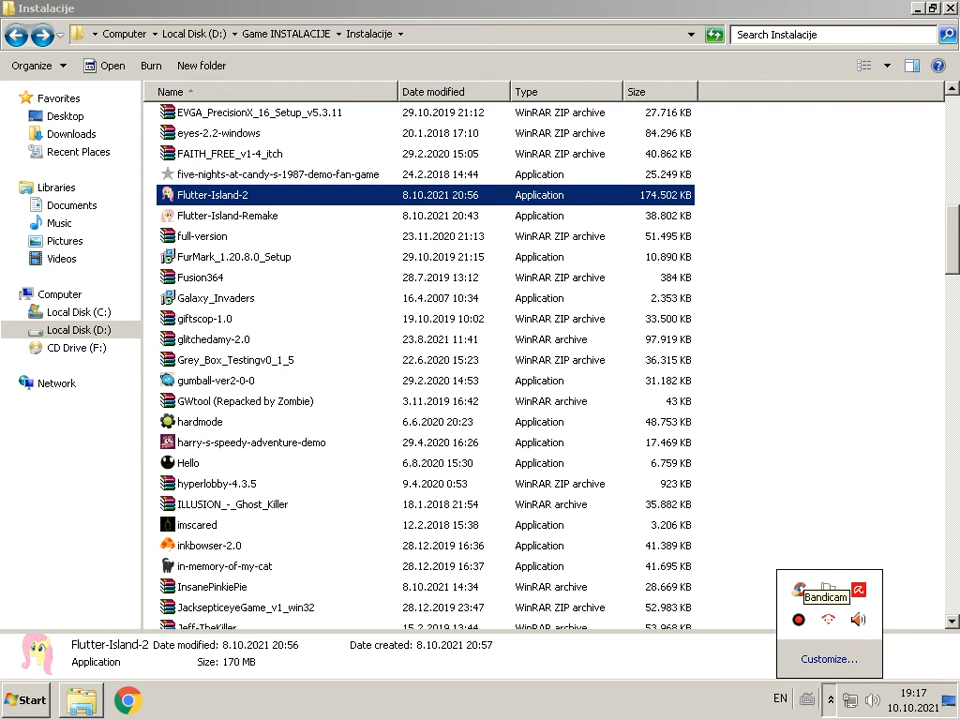 Instalacije
Computer Local Disk (D:) Game INSTALACIJE Instalacije Search Instalacije
Organize Open Burn New folder
Name Date modified Type Size
Favorites
Desktop
Downloads
Recent Places
Libraries
Documents
Music
Pictures
Videos
Computer
Local Disk (C:)
Local Disk (D:)
CD Drive (F:)
Network
EVGA_PrecisionX_16_Setup_v5.3.11 29.10.2019 21:12 WinRAR ZIP archive 27.716 KB
eyes-2.2-windows 20.1.2018 17:10 WinRAR ZIP archive 84.296 KB
FAITH_FREE_v1-4_itch 29.2.2020 15:05 WinRAR ZIP archive 40.862 KB
five-nights-at-candy-s-1987-demo-fan-game 24.2.2018 14:44 Application 25.249 KB
Flutter-Island-2 8.10.2021 20:56 Application 174.502 KB
Flutter-Island-Remake 8.10.2021 20:43 Application 38.802 KB
full-version 23.11.2020 21:13 WinRAR ZIP archive 51.495 KB
FurMark_1.20.8.0_Setup 29.10.2019 21:15 Application 10.890 KB
Fusion364 28.7.2019 13:12 WinRAR ZIP archive 384 KB
Galaxy_Invaders 16.4.2007 10:34 Application 2.353 KB
giftscop-1.0 19.10.2019 10:02 WinRAR ZIP archive 33.500 KB
glitchedamy-2.0 23.8.2021 11:41 WinRAR archive 97.919 KB
Grey_Box_Testingv0_1_5 22.6.2020 15:23 WinRAR ZIP archive 36.315 KB
gumball-ver2-0-0 29.2.2020 14:53 Application 31.182 KB
GWtool (Repacked by Zombie) 3.11.2019 16:42 WinRAR archive 43 KB
hardmode 6.6.2020 20:23 Application 48.753 KB
harry-s-speedy-adventure-demo 29.4.2020 16:26 Application 17.469 KB
Hello 6.8.2020 15:30 Application 6.759 KB
hyperlobby-4.3.5 9.4.2020 0:53 WinRAR ZIP archive 923 KB
ILLUSION_-_Ghost_Killer 18.1.2018 21:54 WinRAR archive 35.882 KB
imscared 12.2.2018 15:38 Application 3.206 KB
inkbowser-2.0 28.12.2019 16:36 Application 41.389 KB
in-memory-of-my-cat 28.12.2019 16:37 Application 41.695 KB
InsanePinkiePie 8.10.2021 14:34 WinRAR archive 28.669 KB
JacksepticeyeGame_v1_win32 28.12.2019 23:47 WinRAR ZIP archive 52.983 KB
Jeff-TheKiller 15.2.2019 13:44 WinRAR ZIP archive 53.968 KB
Bandicam
Customize...
Flutter-Island-2 Date modified: 8.10.2021 20:56 Date created: 8.10.2021 20:57
Application Size: 170 MB
Start EN 19:17
10.10.2021